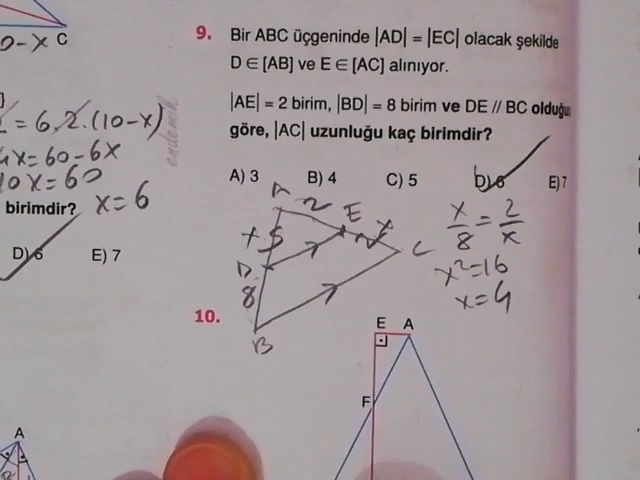 0-x C
9. Bir ABC üçgeninde |AD| = |EC| olacak şekilde
D ∈ [AB] ve E ∈ [AC] alınıyor.
|AE| = 2 birim, |BD| = 8 birim ve DE // BC olduğu
göre, |AC| uzunluğu kaç birimdir?
A) 3 B) 4 C) 5 D) 6 E) 7
= 6.2.(10-x)
4x=60-6x
10x=60
birimdir? x=6
D) 6 E) 7
endemik
A 2 E x C
x
D
8
B
x/8 = 2/x
x²=16
x=4
10.
E A
F
A